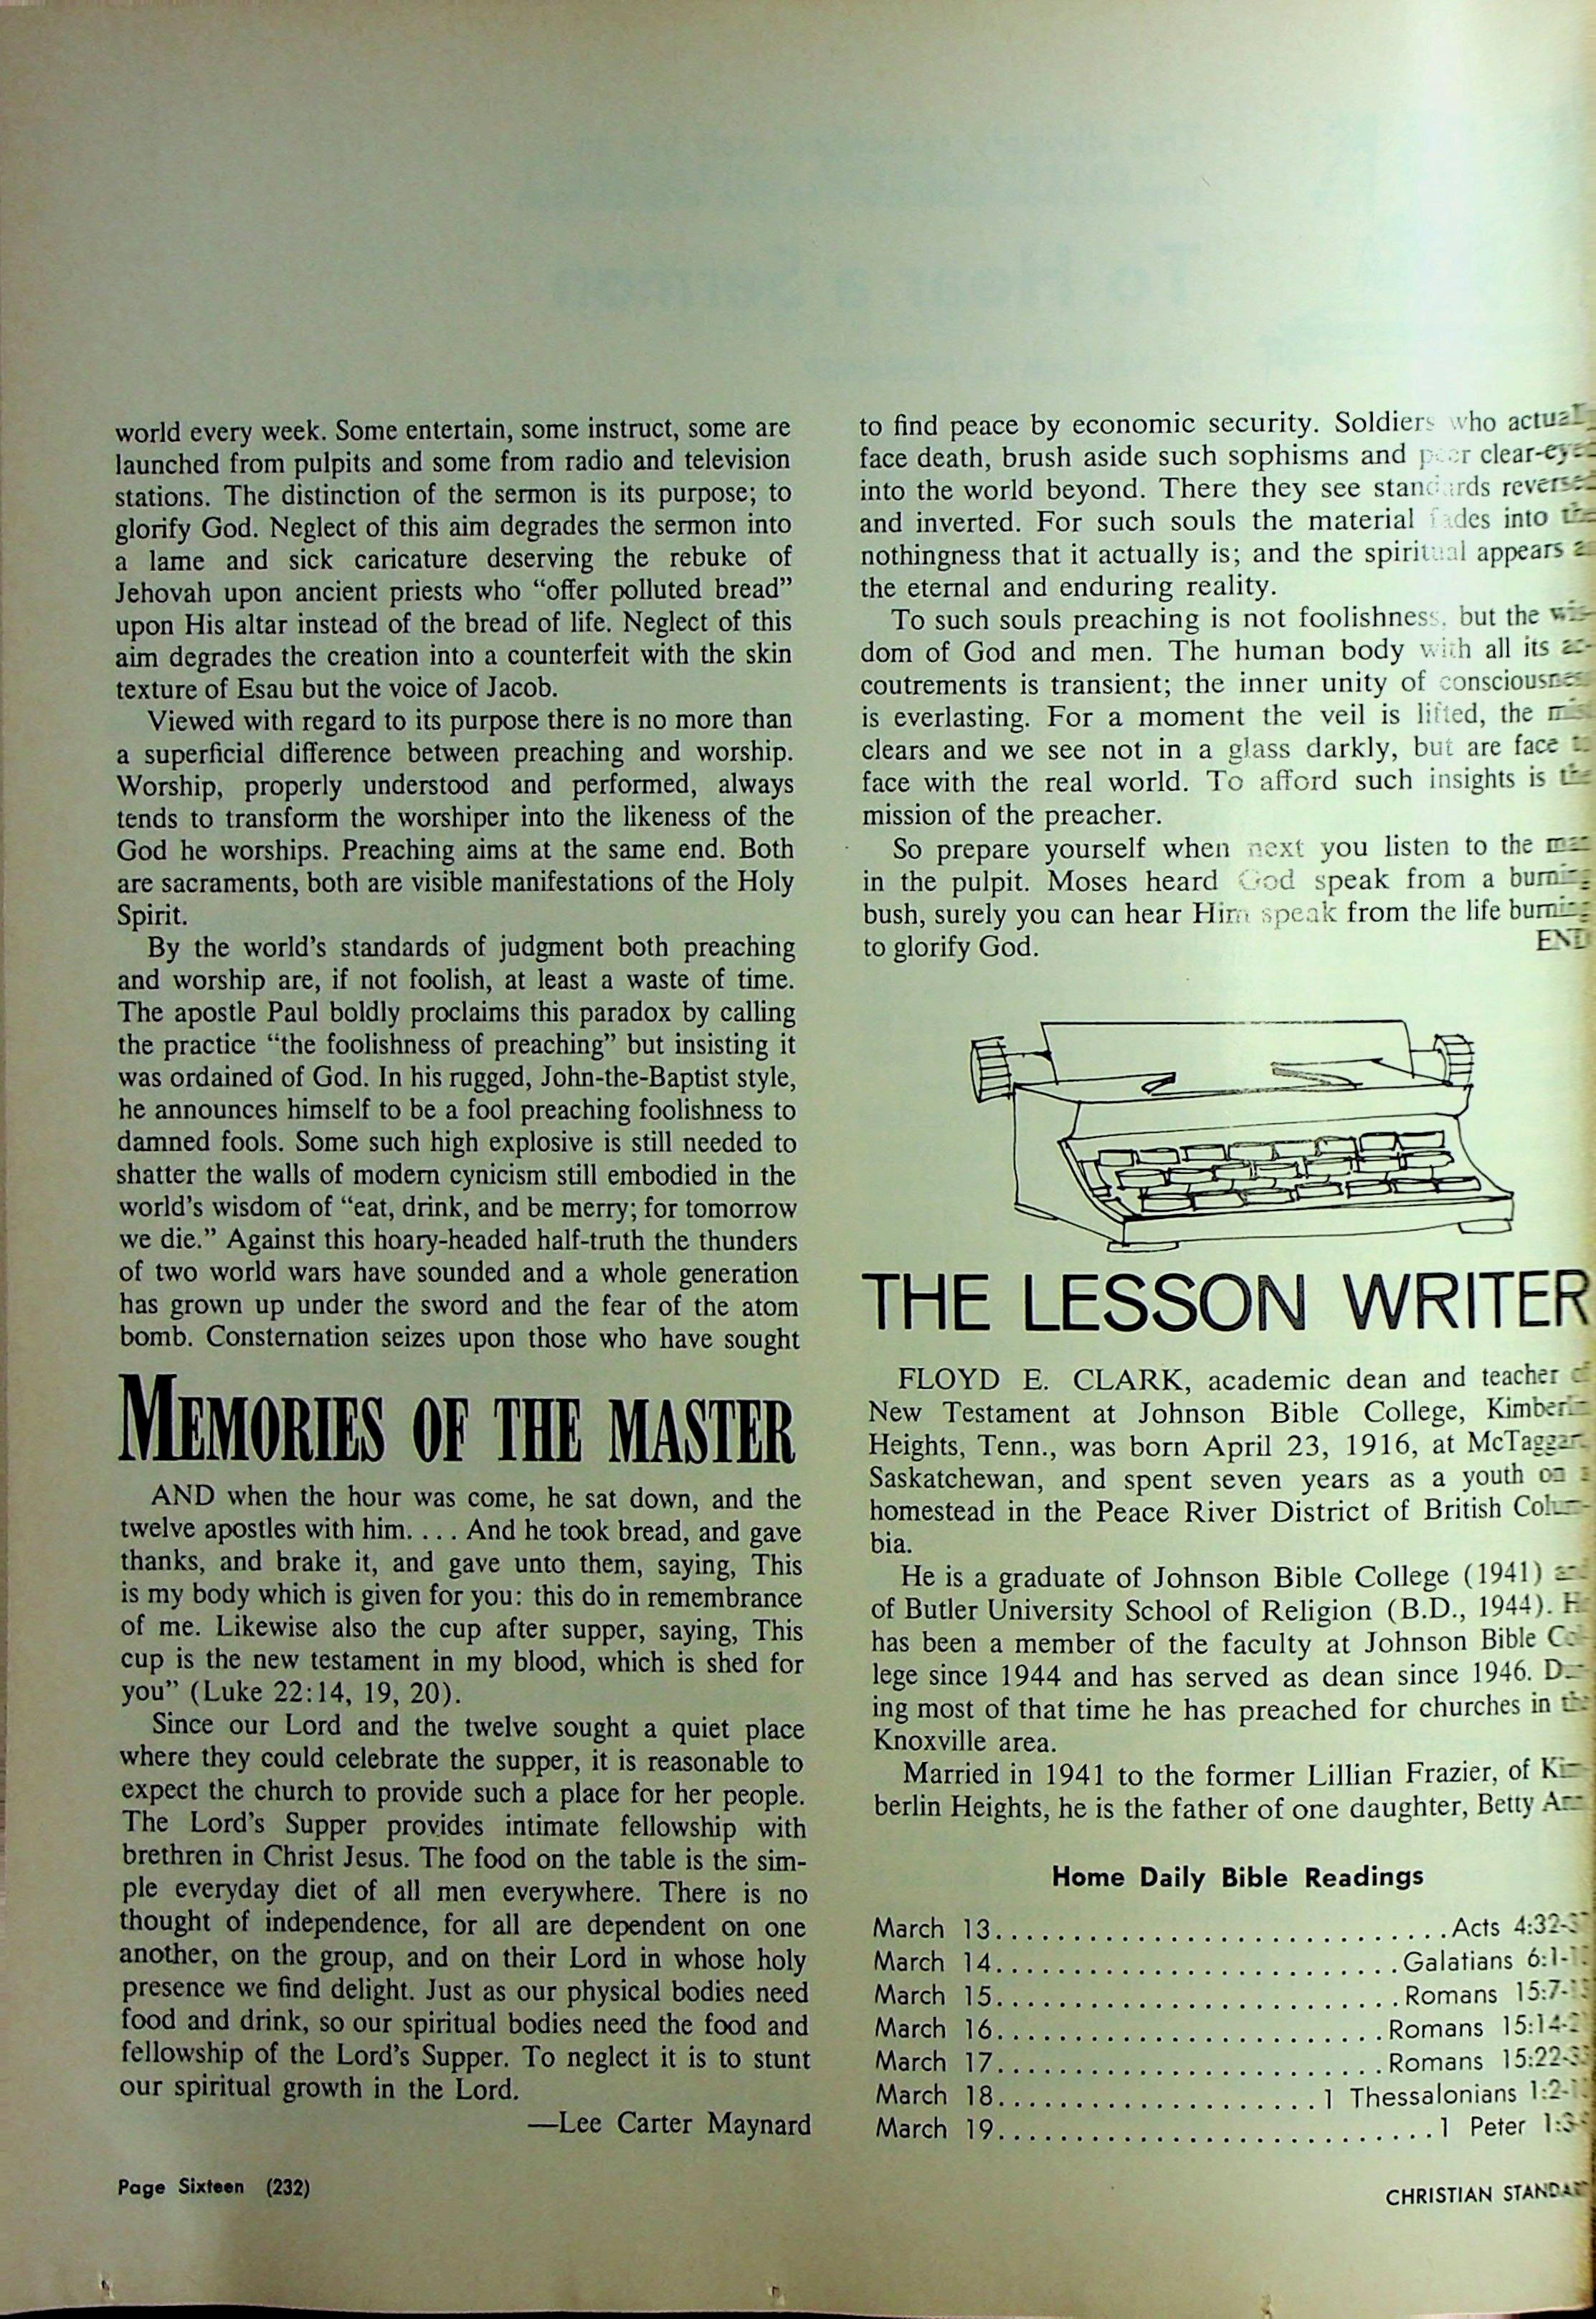 world every week. Some entertain, some instruct, some are
launched from pulpits and some from radio and television
stations. The distinction of the sermon is its purpose; to
glorify God. Neglect of this aim degrades the sermon into
a lame and sick caricature deserving the rebuke of
Jehovah upon ancient priests who “offer polluted bread”
upon His altar instead of the bread of life. Neglect of this
aim degrades the creation into a counterfeit with the skin
texture of Esau but the voice of Jacob.
Viewed with regard to its purpose there is no more than
a superficial difference between preaching and worship.
Worship, properly understood and performed, always
tends to transform the worshiper into the likeness of the
God he worships. Preaching aims at the same end. Both
are sacraments, both are visible manifestations of the Holy
Spirit.
By the world's standards of judgment both preaching
and worship are, if not foolish, at least a waste of time.
The apostle Paul boldly proclaims this paradox by calling
the practice “the foolishness of preaching” but insisting it
was ordained of God. In his rugged, John-the-Baptist style,
he announces himself to be a fool preaching foolishness to
damned fools. Some such high explosive is still needed to
shatter the walls of modern cynicism still embodied in the
world's wisdom of “eat, drink, and be merry; for tomorrow
we die.” Against this hoary-headed half-truth the thunders
of two world wars have sounded and a whole generation
has grown up under the sword and the fear of the atom
bomb. Consternation seizes upon those who have sought
MEMORIES OF THE MASTER
AND when the hour was come, he sat down, and the
twelve apostles with him. . . . And he took bread, and gave
thanks, and brake it, and gave unto them, saying, This
is my body which is given for you: this do in remembrance
of me. Likewise also the cup after supper, saying, This
cup is the new testament in my blood, which is shed for
you” (Luke 22:14, 19, 20).
Since our Lord and the twelve sought a quiet place
where they could celebrate the supper, it is reasonable to
expect the church to provide such a place for her people.
The Lord's Supper provides intimate fellowship with
brethren in Christ Jesus. The food on the table is the sim-
ple everyday diet of all men everywhere. There is no
thought of independence, for all are dependent on one
another, on the group, and on their Lord in whose holy
presence we find delight. Just as our physical bodies need
food and drink, so our spiritual bodies need the food and
fellowship of the Lord's Supper. To neglect it is to stunt
our spiritual growth in the Lord.
—Lee Carter Maynard
Page Sixteen (232)
to find peace by economic security. Soldiers who
face death, brush aside such sophisms and peer
into the world beyond. There they see standards
and inverted. For such souls the material fades into the
nothingness that it actually is; and the spiritual appears
the eternal and enduring reality.
To such souls preaching is not foolishness, but the wis-
dom of God and men. The human body with all its ac-
coutrements is transient; the inner unity of consciousness
is everlasting. For a moment the veil is lifted, the
clears and we see not in a glass darkly, but are face
face with the real world. To afford such insights is the
mission of the preacher.
So prepare yourself when next you listen to the man
in the pulpit. Moses heard God speak from a burning
bush, surely you can hear Him speak from the life burning
to glorify God.
END
THE LESSON WRITER
FLOYD E. CLARK, academic dean and teacher
New Testament at Johnson Bible College,
Heights, Tenn., was born April 23, 1916, at
Saskatchewan, and spent seven years as a youth on
homestead in the Peace River District of British Colum-
bia.
He is a graduate of Johnson Bible College (1941)
of Butler University School of Religion (B.D., 1944).
has been a member of the faculty at Johnson Bible
lege since 1944 and has served as dean since 1946.
ing most of that time he has preached for churches in the
Knoxville area.
Married in 1941 to the former Lillian Frazier, of
berlin Heights, he is the father of one daughter, Betty
Home Daily Bible Readings
March 13 Acts
March 14 Galatians
March 15 Romans
March 16 Romans
March 17 Romans
March 18 1 Thessalonians
March 19 1 Peter
CHRISTIAN